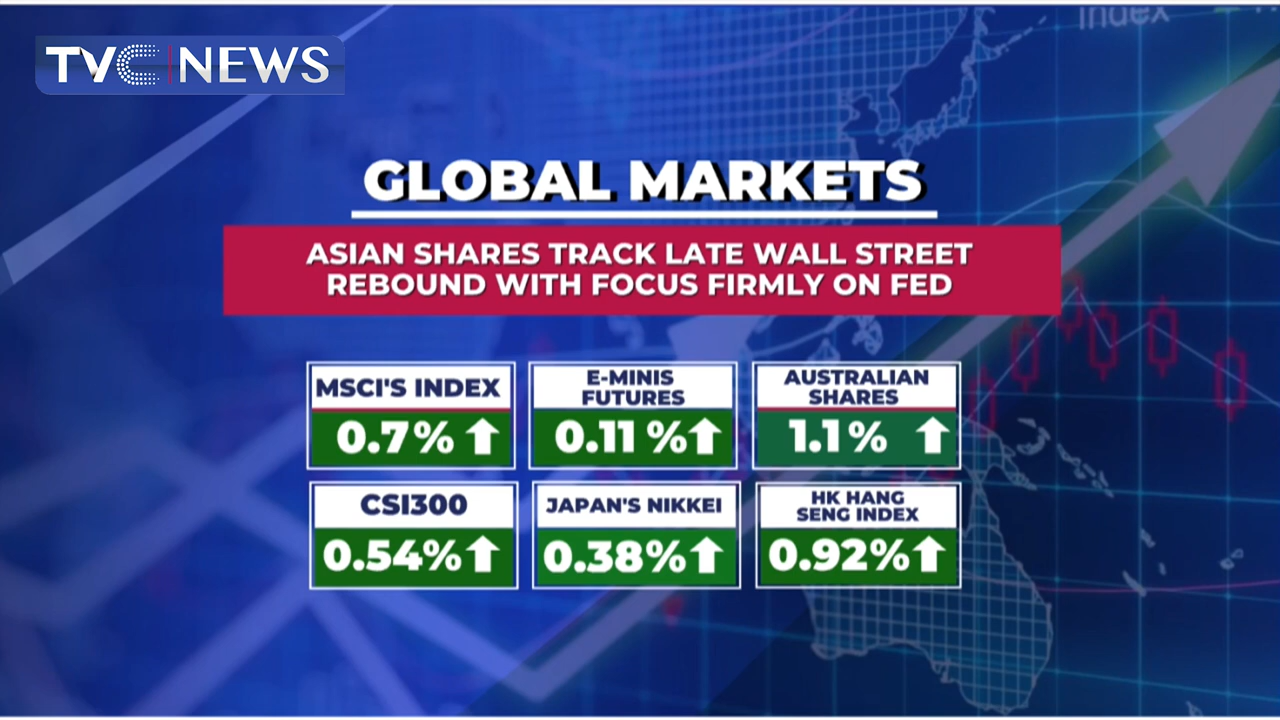 Index
TVC NEWS
GLOBAL MARKETS
ASIAN SHARES TRACK LATE WALL STREET
REBOUND WITH FOCUS FIRMLY ON FED
MSCI'S INDEX
0.7%
E-MINIS
FUTURES
0.11 %
AUSTRALIAN
SHARES
1.1%
CSI300
0.54%
JAPAN'S NIKKEI
0.38%
HK HANG
SENG INDEX
0.92%